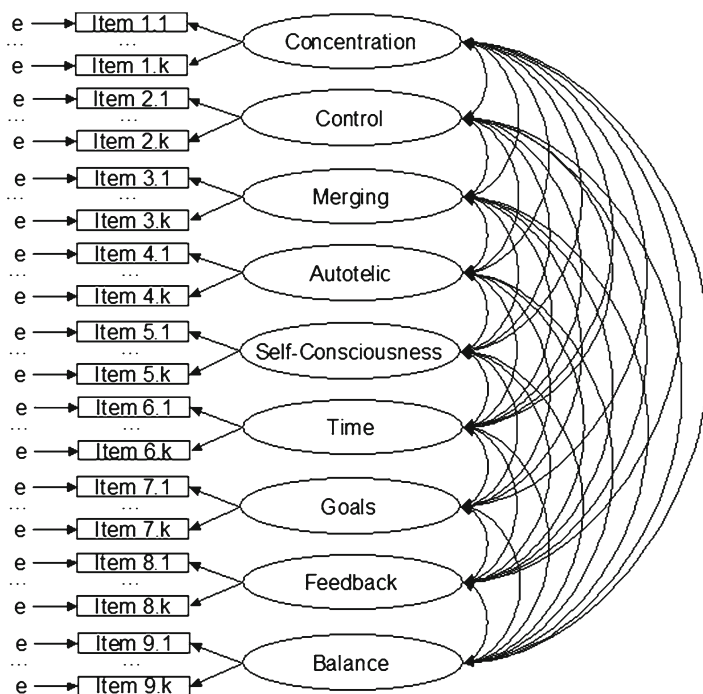 e Item 1.1
... ... Concentration
e Item 1.k
e Item 2.1
... ... Control
e Item 2.k
e Item 3.1
... ... Merging
e Item 3.k
e Item 4.1
... ... Autotelic
e Item 4.k
e Item 5.1
... ... Self-Consciousness
e Item 5.k
e Item 6.1
... ... Time
e Item 6.k
e Item 7.1
... ... Goals
e Item 7.k
e Item 8.1
... ... Feedback
e Item 8.k
e Item 9.1
... ... Balance
e Item 9.k